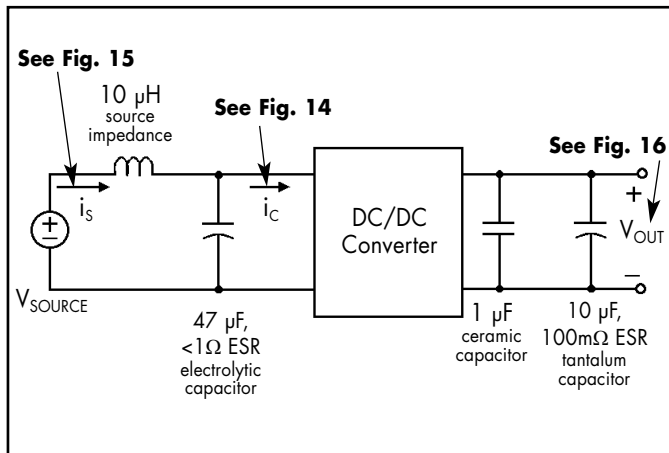 See Fig. 15
10 µH
source
impedance
See Fig. 14
See Fig. 16
i_S
i_C
DC/DC
Converter
+
V_OUT
–
+
–
V_SOURCE
47 µF,
<1Ω ESR
electrolytic
capacitor
1 µF
ceramic
capacitor
10 µF,
100mΩ ESR
tantalum
capacitor